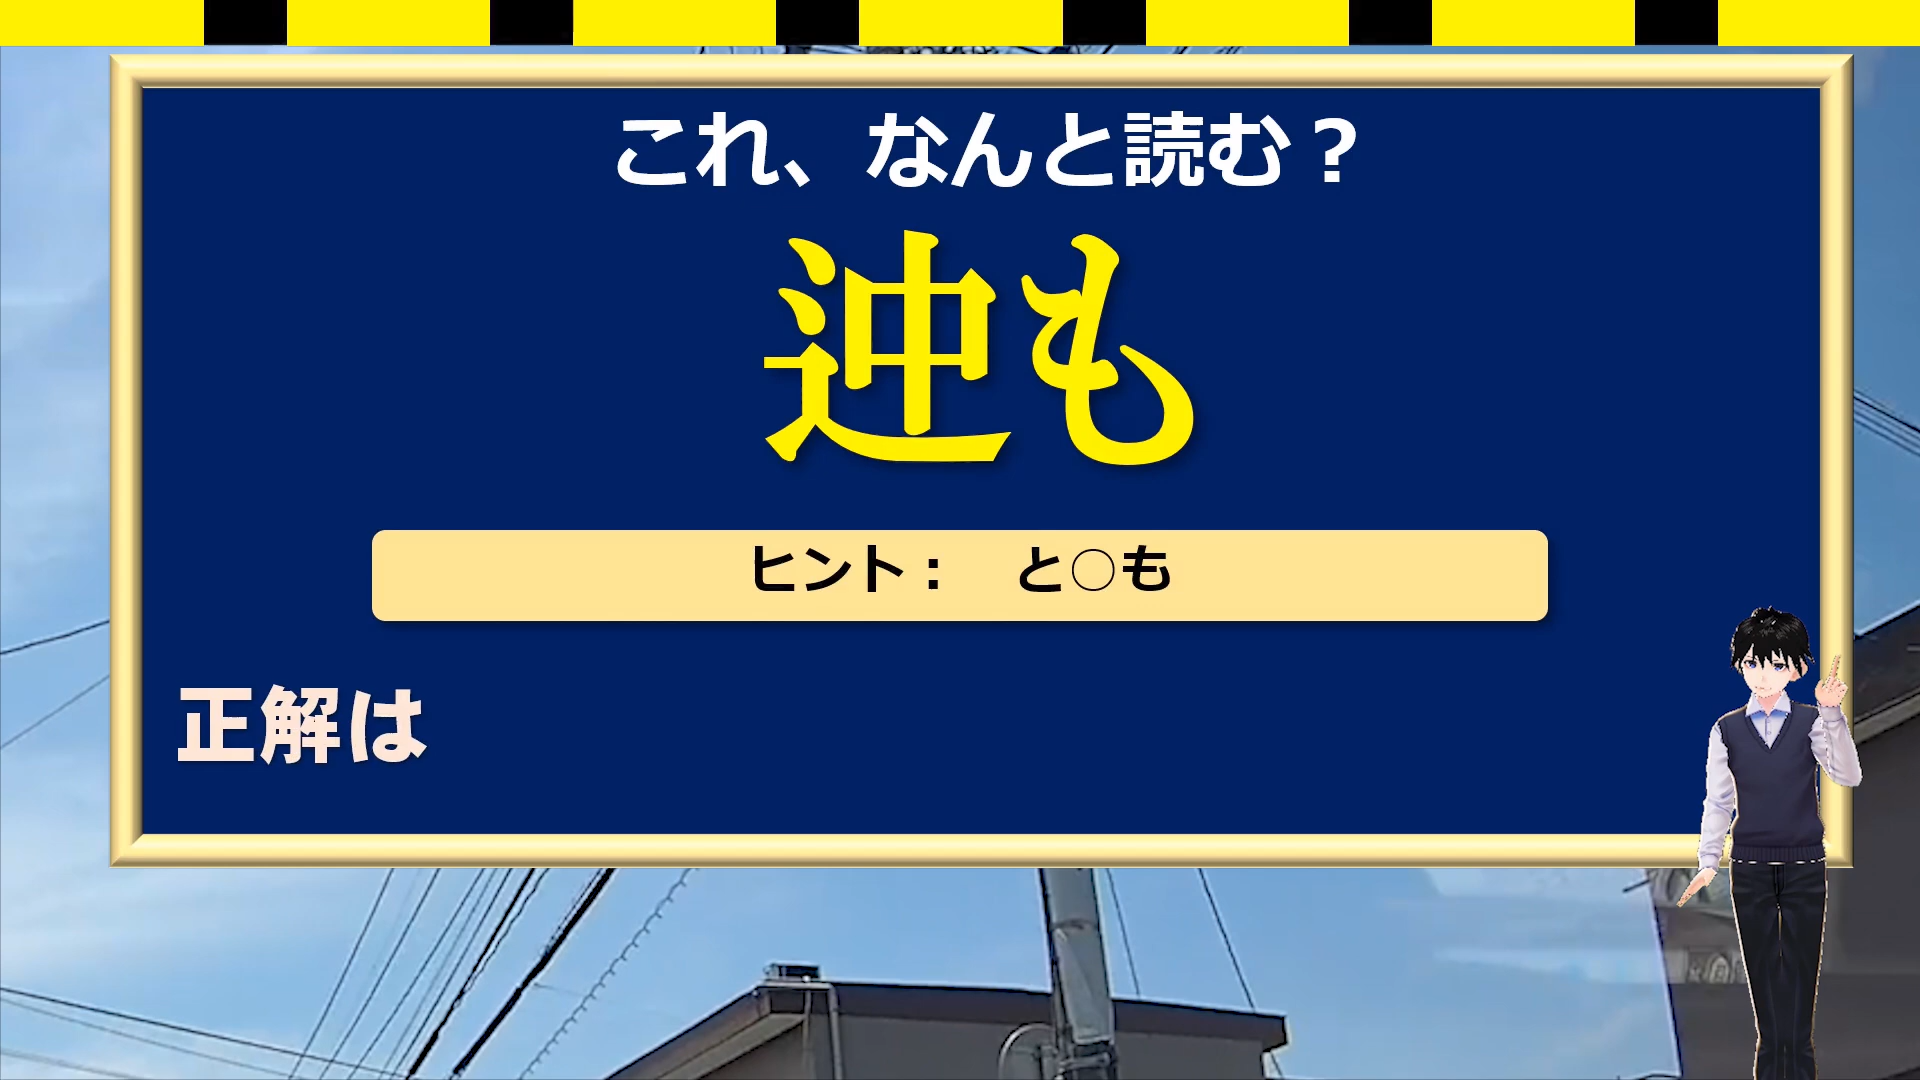 これ、なんと読む？
迚も
ヒント：　と○も
正解は